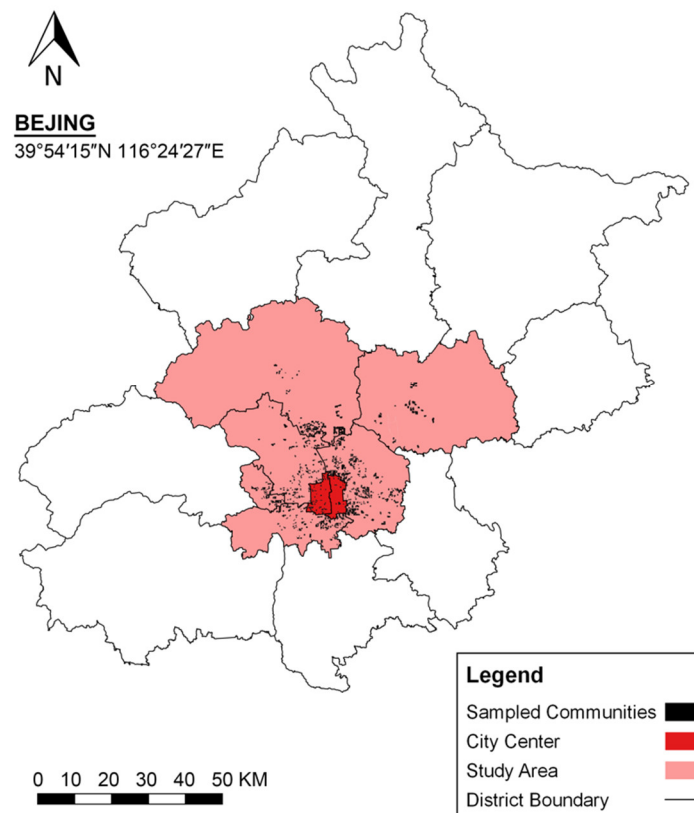 N
BEJING
39°54′15″N 116°24′27″E
Legend
Sampled Communities
City Center
Study Area
District Boundary
0 10 20 30 40 50 KM